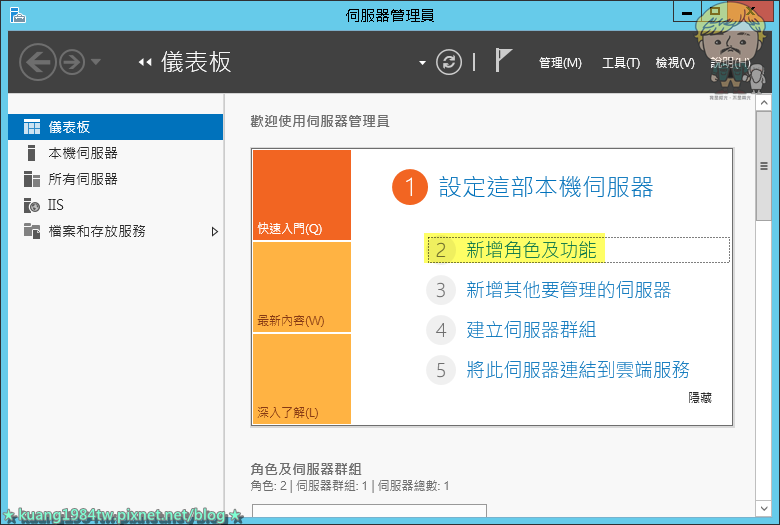 伺服器管理員
儀表板
管理(M) 工具(T) 檢視(V) 說明(H)
儀表板
本機伺服器
所有伺服器
IIS
檔案和存放服務
歡迎使用伺服器管理員
快速入門(Q)
最新內容(W)
深入了解(L)
1 設定這部本機伺服器
2 新增角色及功能
3 新增其他要管理的伺服器
4 建立伺服器群組
5 將此伺服器連結到雲端服務
隱藏
角色及伺服器群組
角色: 2 | 伺服器群組: 1 | 伺服器總數: 1
★ kuang1984tw.pixnet.net/blog ★